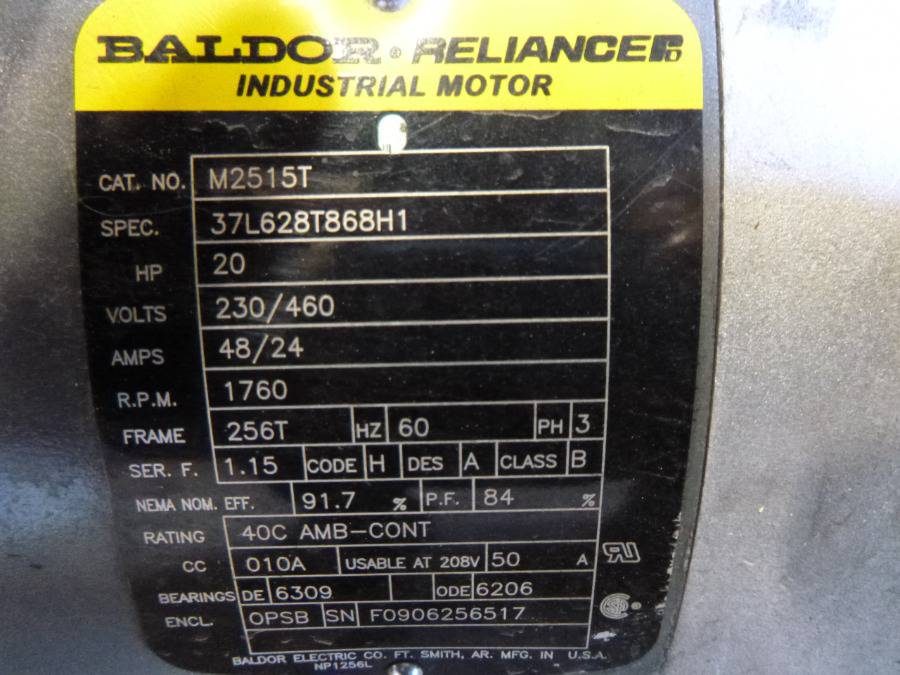 BALDOR® · RELIANCER
INDUSTRIAL MOTOR
CAT. NO. M2515T
SPEC. 37L628T868H1
HP 20
VOLTS 230/460
AMPS 48/24
R.P.M. 1760
FRAME 256T HZ 60 PH 3
SER. F. 1.15 CODE H DES A CLASS B
NEMA NOM. EFF. 91.7 % P.F. 84 %
RATING 40C AMB-CONT
CC 010A USABLE AT 208V 50 A
BEARINGS DE 6309 ODE 6206
ENCL. OPSB SN F0906256517
BALDOR ELECTRIC CO. FT. SMITH, AR. MFG. IN U.S.A.
NP1256L